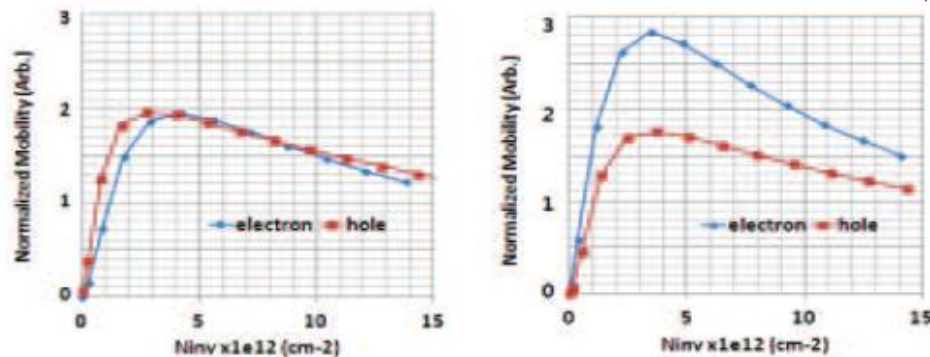 3
2
1
0
Normalized Mobility (Arb.)
electron
hole
0
5
10
15
Ninv x1e12 (cm-2)
3
2
1
0
Normalized Mobility (Arb.)
electron
hole
0
5
10
15
Ninv x1e12 (cm-2)